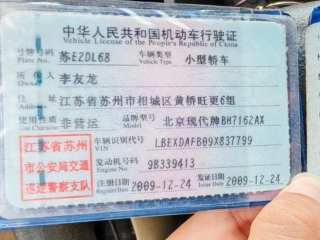 中华人民共和国机动车行驶证
Vehicle License of the People's Republic of China
号牌号码 苏E2DL68 车辆类型 小型轿车
Plate No. Vehicle Type
所有人 李友龙
Owner
住址 江苏省苏州市相城区黄桥旺更6组
Address
使用性质 非营运 品牌型号 北京现代牌BH7162AX
Use Character Model
江苏省苏州 车辆识别代号 LBEXDAFB09X837799
VIN
市公安局交通 发动机号码 9B339413
Engine No.
巡逻警察支队 注册日期 2009-12-24 发证日期 2009-12-24
Register Date Issue Date